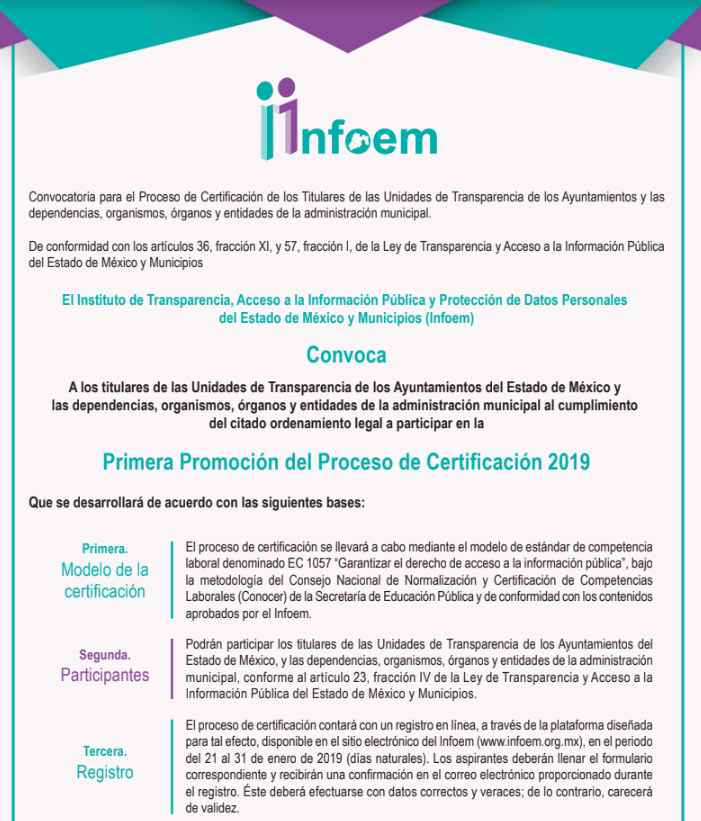 infoem
Convocatoria para el Proceso de Certificación de los Titulares de las Unidades de Transparencia de los Ayuntamientos y las
dependencias, organismos, órganos y entidades de la administración municipal.
De conformidad con los artículos 36, fracción XI, y 57, fracción I, de la Ley de Transparencia y Acceso a la Información Pública
del Estado de México y Municipios
El Instituto de Transparencia, Acceso a la Información Pública y Protección de Datos Personales
del Estado de México y Municipios (Infoem)
Convoca
A los titulares de las Unidades de Transparencia de los Ayuntamientos del Estado de México y
las dependencias, organismos, órganos y entidades de la administración municipal al cumplimiento
del citado ordenamiento legal a participar en la
Primera Promoción del Proceso de Certificación 2019
Que se desarrollará de acuerdo con las siguientes bases:
Primera.
Modelo de la
certificación
El proceso de certificación se llevará a cabo mediante el modelo de estándar de competencia
laboral denominado EC 1057 “Garantizar el derecho de acceso a la información pública”, bajo
la metodología del Consejo Nacional de Normalización y Certificación de Competencias
Laborales (Conocer) de la Secretaría de Educación Pública y de conformidad con los contenidos
aprobados por el Infoem.
Segunda.
Participantes
Podrán participar los titulares de las Unidades de Transparencia de los Ayuntamientos del
Estado de México, y las dependencias, organismos, órganos y entidades de la administración
municipal, conforme al artículo 23, fracción IV de la Ley de Transparencia y Acceso a la
Información Pública del Estado de México y Municipios.
Tercera.
Registro
El proceso de certificación contará con un registro en línea, a través de la plataforma diseñada
para tal efecto, disponible en el sitio electrónico del Infoem (www.infoem.org.mx), en el periodo
del 21 al 31 de enero de 2019 (días naturales). Los aspirantes deberán llenar el formulario
correspondiente y recibirán una confirmación en el correo electrónico proporcionado durante
el registro. Éste deberá efectuarse con datos correctos y veraces; de lo contrario, carecerá
de validez.